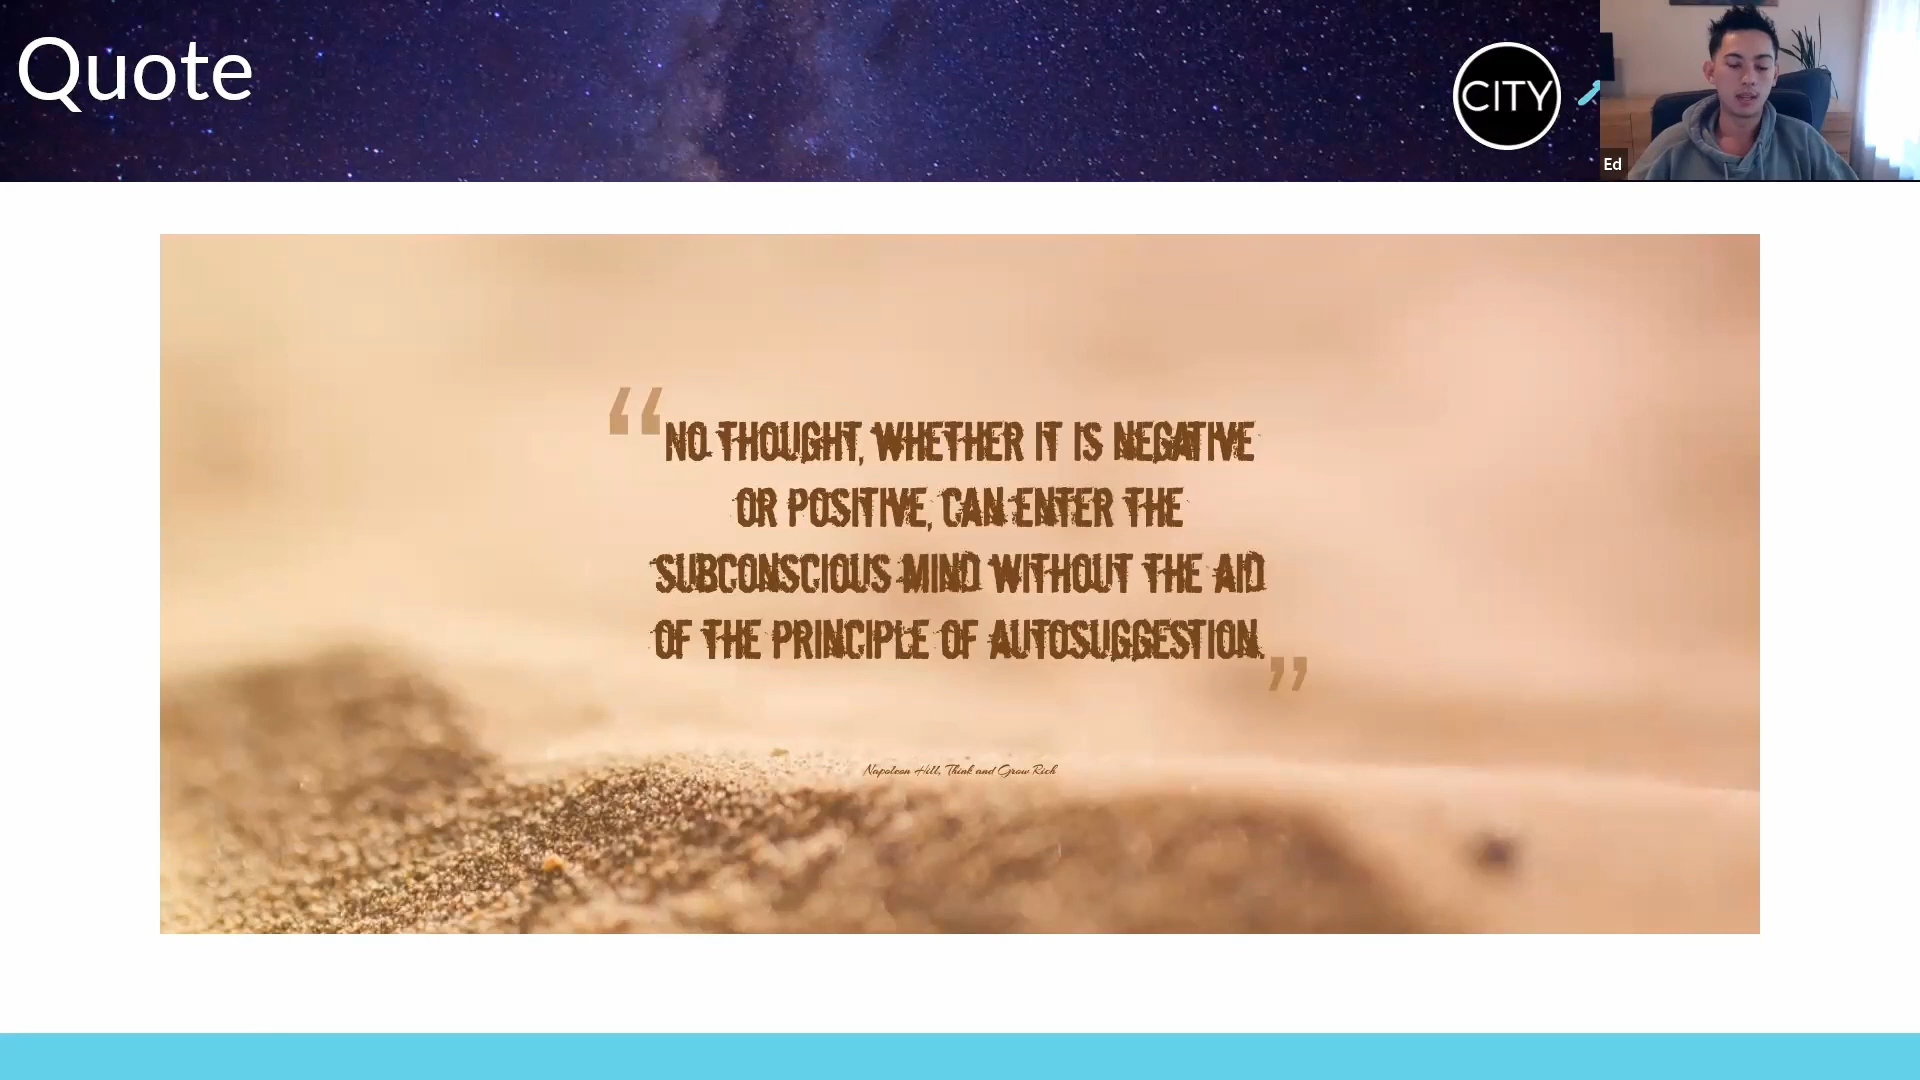 Quote
CITY
Ed
“NO THOUGHT, WHETHER IT IS NEGATIVE
OR POSITIVE, CAN ENTER THE
SUBCONSCIOUS MIND WITHOUT THE AID
OF THE PRINCIPLE OF AUTOSUGGESTION.”
Napoleon Hill, Think and Grow Rich